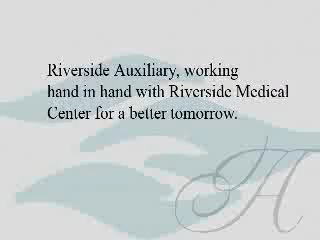 Riverside Auxiliary, working
hand in hand with Riverside Medical
Center for a better tomorrow.
A